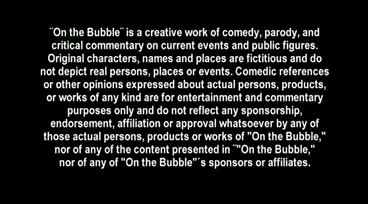 ¨On the Bubble¨ is a creative work of comedy, parody, and
critical commentary on current events and public figures.
Original characters, names and places are fictitious and do
not depict real persons, places or events. Comedic references
or other opinions expressed about actual persons, products,
or works of any kind are for entertainment and commentary
purposes only and do not reflect any sponsorship,
endorsement, affiliation or approval whatsoever by any of
those actual persons, products or works of "On the Bubble,"
nor of any of the content presented in ¨"On the Bubble,"
nor of any of "On the Bubble"´s sponsors or affiliates.